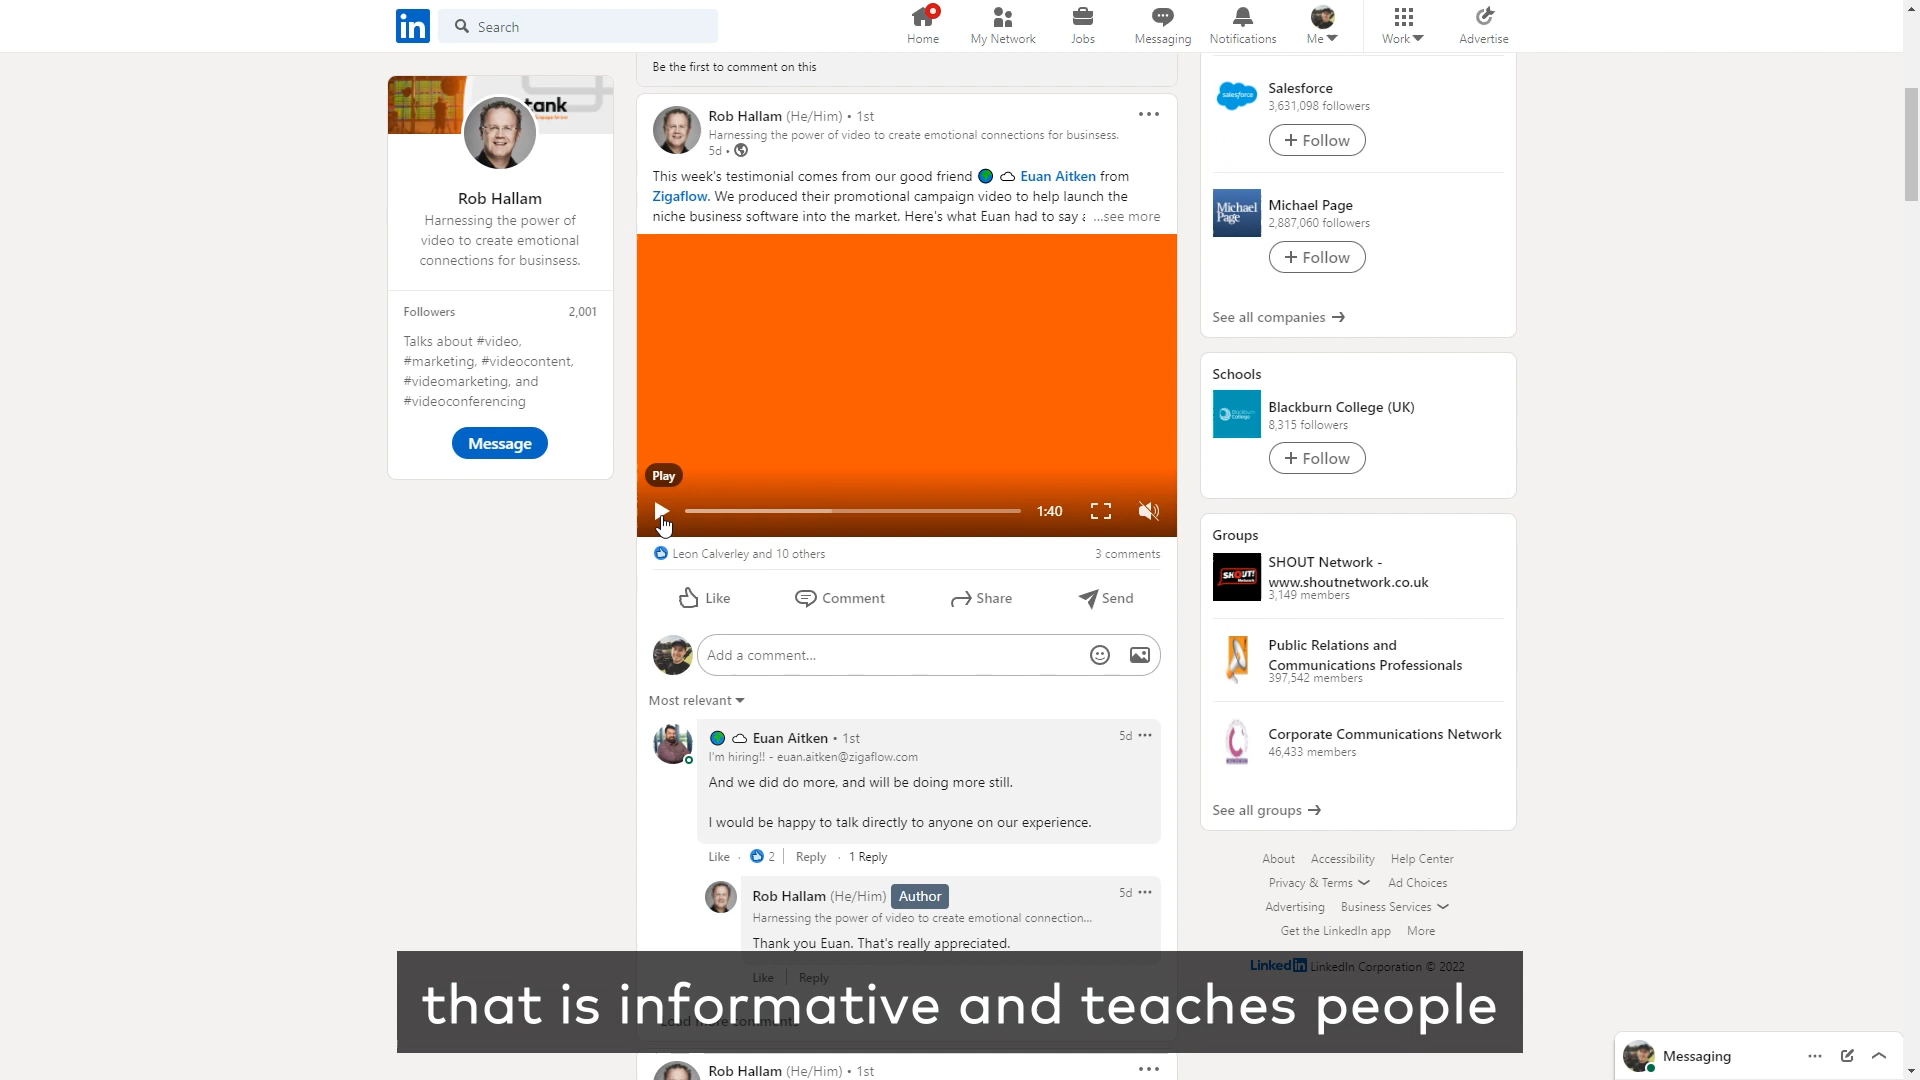 in
Search
Home
My Network
Jobs
Messaging
Notifications
Me
Work
Advertise
tank
Rob Hallam
Harnessing the power of
video to create emotional
connections for businsess.
Followers 2,001
Talks about #video,
#marketing, #videocontent,
#videomarketing, and
#videoconferencing
Message
Be the first to comment on this
Rob Hallam (He/Him) • 1st
Harnessing the power of video to create emotional connections for businsess.
5d •
This week's testimonial comes from our good friend Euan Aitken from
Zigaflow. We produced their promotional campaign video to help launch the
niche business software into the market. Here's what Euan had to say ...see more
Play
1:40
Leon Calverley and 10 others 3 comments
Like Comment Share Send
Add a comment...
Most relevant
Euan Aitken • 1st 5d
I'm hiring!! - euan.aitken@zigaflow.com
And we did do more, and will be doing more still.
I would be happy to talk directly to anyone on our experience.
Like · 2 Reply · 1 Reply
Rob Hallam (He/Him) Author 5d
Harnessing the power of video to create emotional connection...
Thank you Euan. That's really appreciated.
Like Reply
Load more comments
that is informative and teaches people
Rob Hallam (He/Him) • 1st
salesforce
Salesforce
3,631,098 followers
+ Follow
Michael
Page
Michael Page
2,887,060 followers
+ Follow
See all companies →
Schools
Blackburn
College
Blackburn College (UK)
8,315 followers
+ Follow
Groups
SHOUT!
Network
SHOUT Network -
www.shoutnetwork.co.uk
3,149 members
Public Relations and
Communications Professionals
397,542 members
Corporate Communications Network
46,433 members
See all groups →
About Accessibility Help Center
Privacy & Terms Ad Choices
Advertising Business Services
Get the LinkedIn app More
LinkedIn LinkedIn Corporation © 2022
Messaging